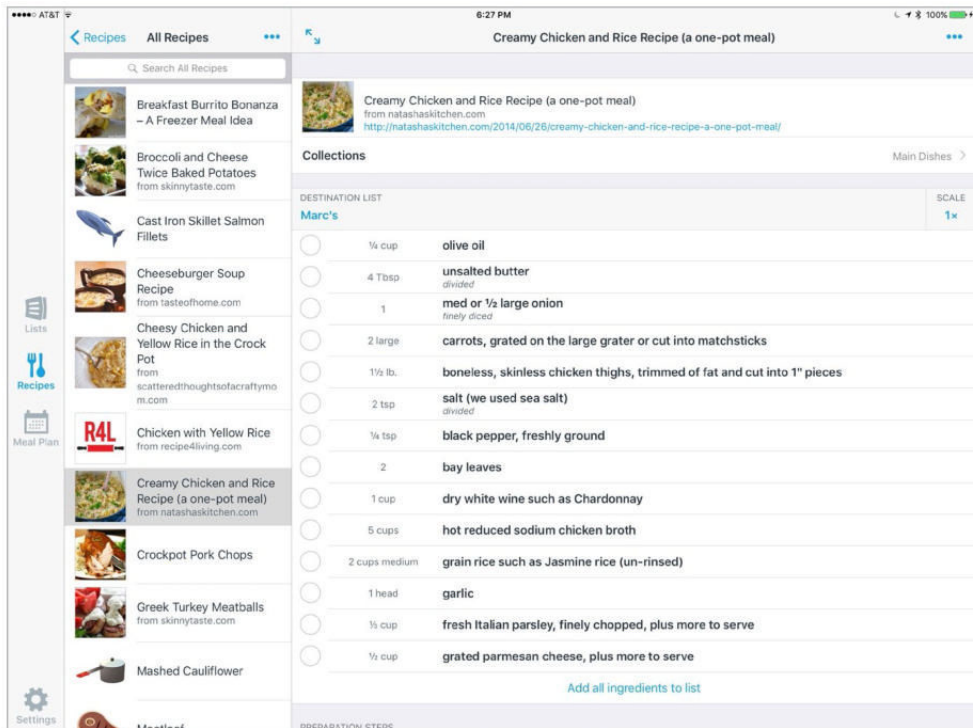 AT&T
6:27 PM
100%
Recipes
All Recipes
Creamy Chicken and Rice Recipe (a one-pot meal)
Search All Recipes
Lists
Recipes
Meal Plan
Settings
Breakfast Burrito Bonanza
– A Freezer Meal Idea
Broccoli and Cheese
Twice Baked Potatoes
from skinnytaste.com
Cast Iron Skillet Salmon
Fillets
Cheeseburger Soup
Recipe
from tasteofhome.com
Cheesy Chicken and
Yellow Rice in the Crock
Pot
from
scatteredthoughtsofacraftymo
m.com
R4L
Chicken with Yellow Rice
from recipe4living.com
Creamy Chicken and Rice
Recipe (a one-pot meal)
from natashaskitchen.com
Crockpot Pork Chops
Greek Turkey Meatballs
from skinnytaste.com
Mashed Cauliflower
Meatloaf
Creamy Chicken and Rice Recipe (a one-pot meal)
from natashaskitchen.com
http://natashaskitchen.com/2014/06/26/creamy-chicken-and-rice-recipe-a-one-pot-meal/
Collections
Main Dishes
DESTINATION LIST
Marc's
SCALE
1×
¼ cup olive oil
4 Tbsp unsalted butter
divided
1 med or ½ large onion
finely diced
2 large carrots, grated on the large grater or cut into matchsticks
1½ lb. boneless, skinless chicken thighs, trimmed of fat and cut into 1" pieces
2 tsp salt (we used sea salt)
divided
¼ tsp black pepper, freshly ground
2 bay leaves
1 cup dry white wine such as Chardonnay
5 cups hot reduced sodium chicken broth
2 cups medium grain rice such as Jasmine rice (un-rinsed)
1 head garlic
⅓ cup fresh Italian parsley, finely chopped, plus more to serve
½ cup grated parmesan cheese, plus more to serve
Add all ingredients to list
PREPARATION STEPS